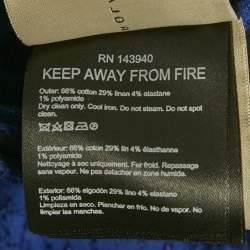 RN 143940
KEEP AWAY FROM FIRE
Outer: 66% cotton 29% linen 4% elastane
1% polyamide
Dry clean only. Cool iron. Do not steam. Do not spot
clean.
Extérieur: 66% coton 29% lin 4% élasthanne
1% polyamide
Nettoyage à sec uniquement. Fer froid. Repassage
sans vapeur. Ne pas détacher en zone humide.
Exterior: 66% algodón 29% lino 4% elastano
1% poliamida
Limpieza en seco. Planchar en frío. No planchar
limpiar las manchas.